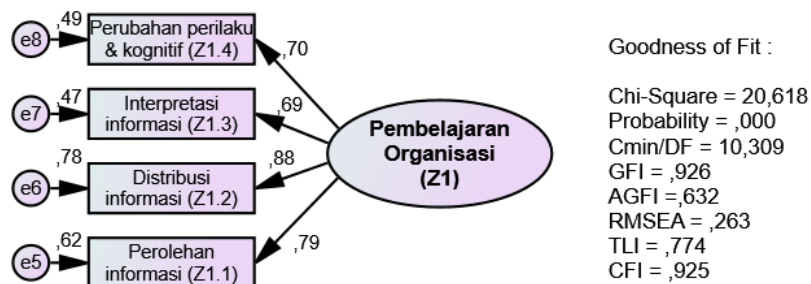 ,49
e8
Perubahan perilaku
& kognitif (Z1.4)
,70
,47
e7
Interpretasi
informasi (Z1.3)
,69
,78
e6
Distribusi
informasi (Z1.2)
,88
,62
e5
Perolehan
informasi (Z1.1)
,79
Pembelajaran
Organisasi
(Z1)
Goodness of Fit :
Chi-Square = 20,618
Probability = ,000
Cmin/DF = 10,309
GFI = ,926
AGFI = ,632
RMSEA = ,263
TLI = ,774
CFI = ,925